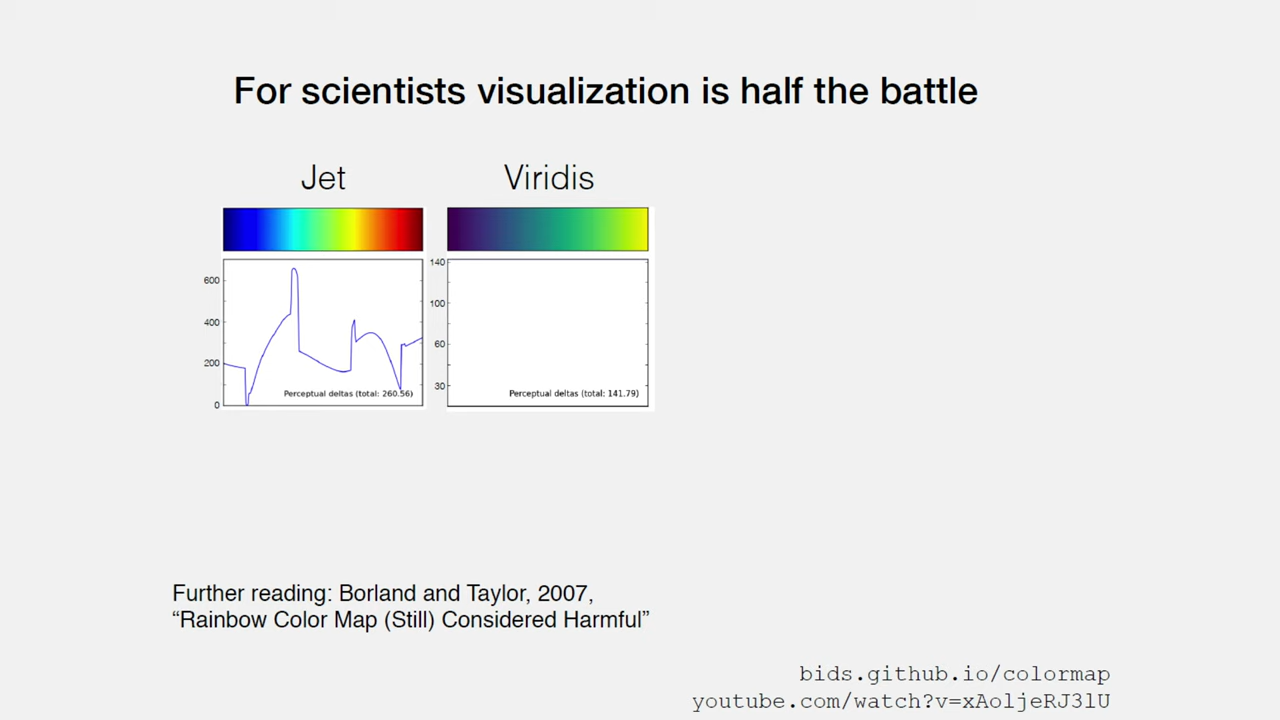 For scientists visualization is half the battle
Jet
Viridis
600
400
200
0
Perceptual deltas (total: 260.56)
140
100
60
30
Perceptual deltas (total: 141.79)
Further reading: Borland and Taylor, 2007,
“Rainbow Color Map (Still) Considered Harmful”
bids.github.io/colormap
youtube.com/watch?v=xAoljeRJ3lU